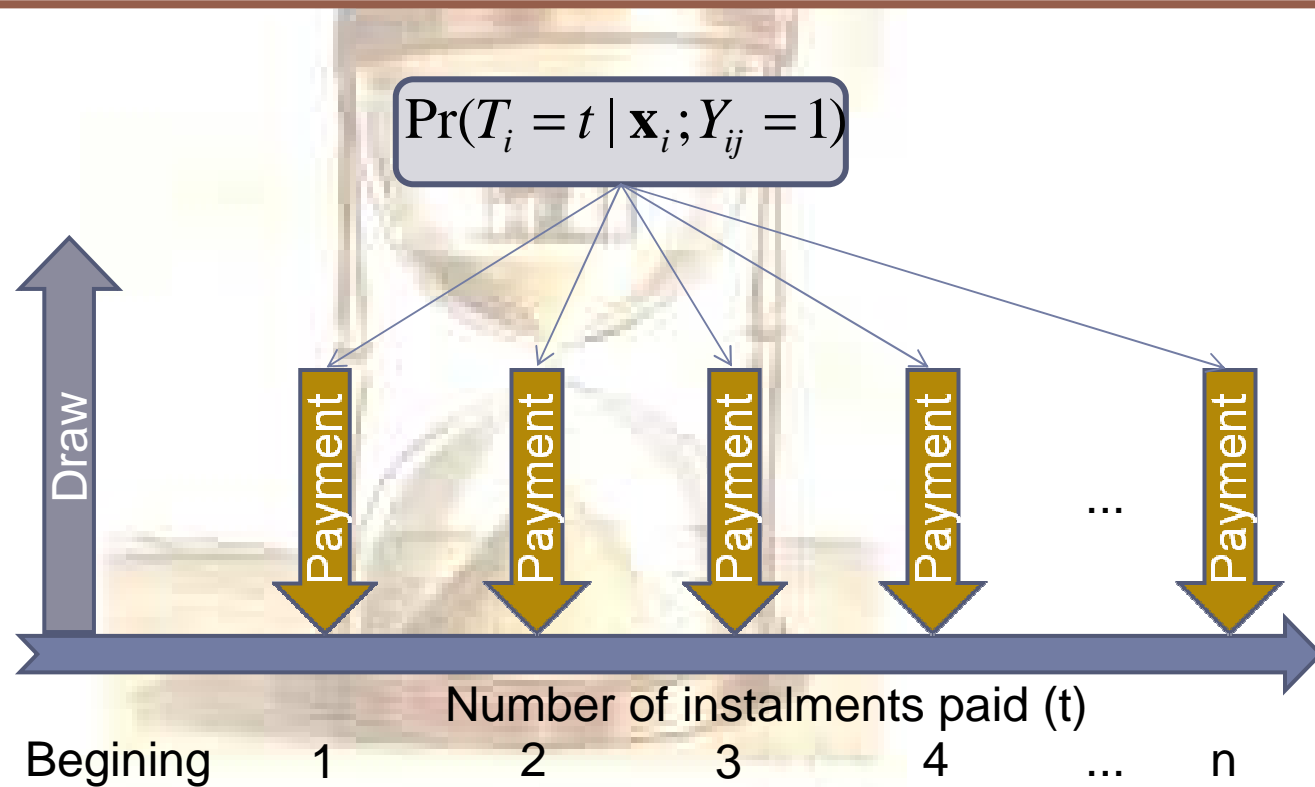 Pr(T_i = t | x_i; Y_ij = 1)
Draw
Payment
Payment
Payment
Payment
...
Payment
Number of instalments paid (t)
Begining 1 2 3 4 ... n